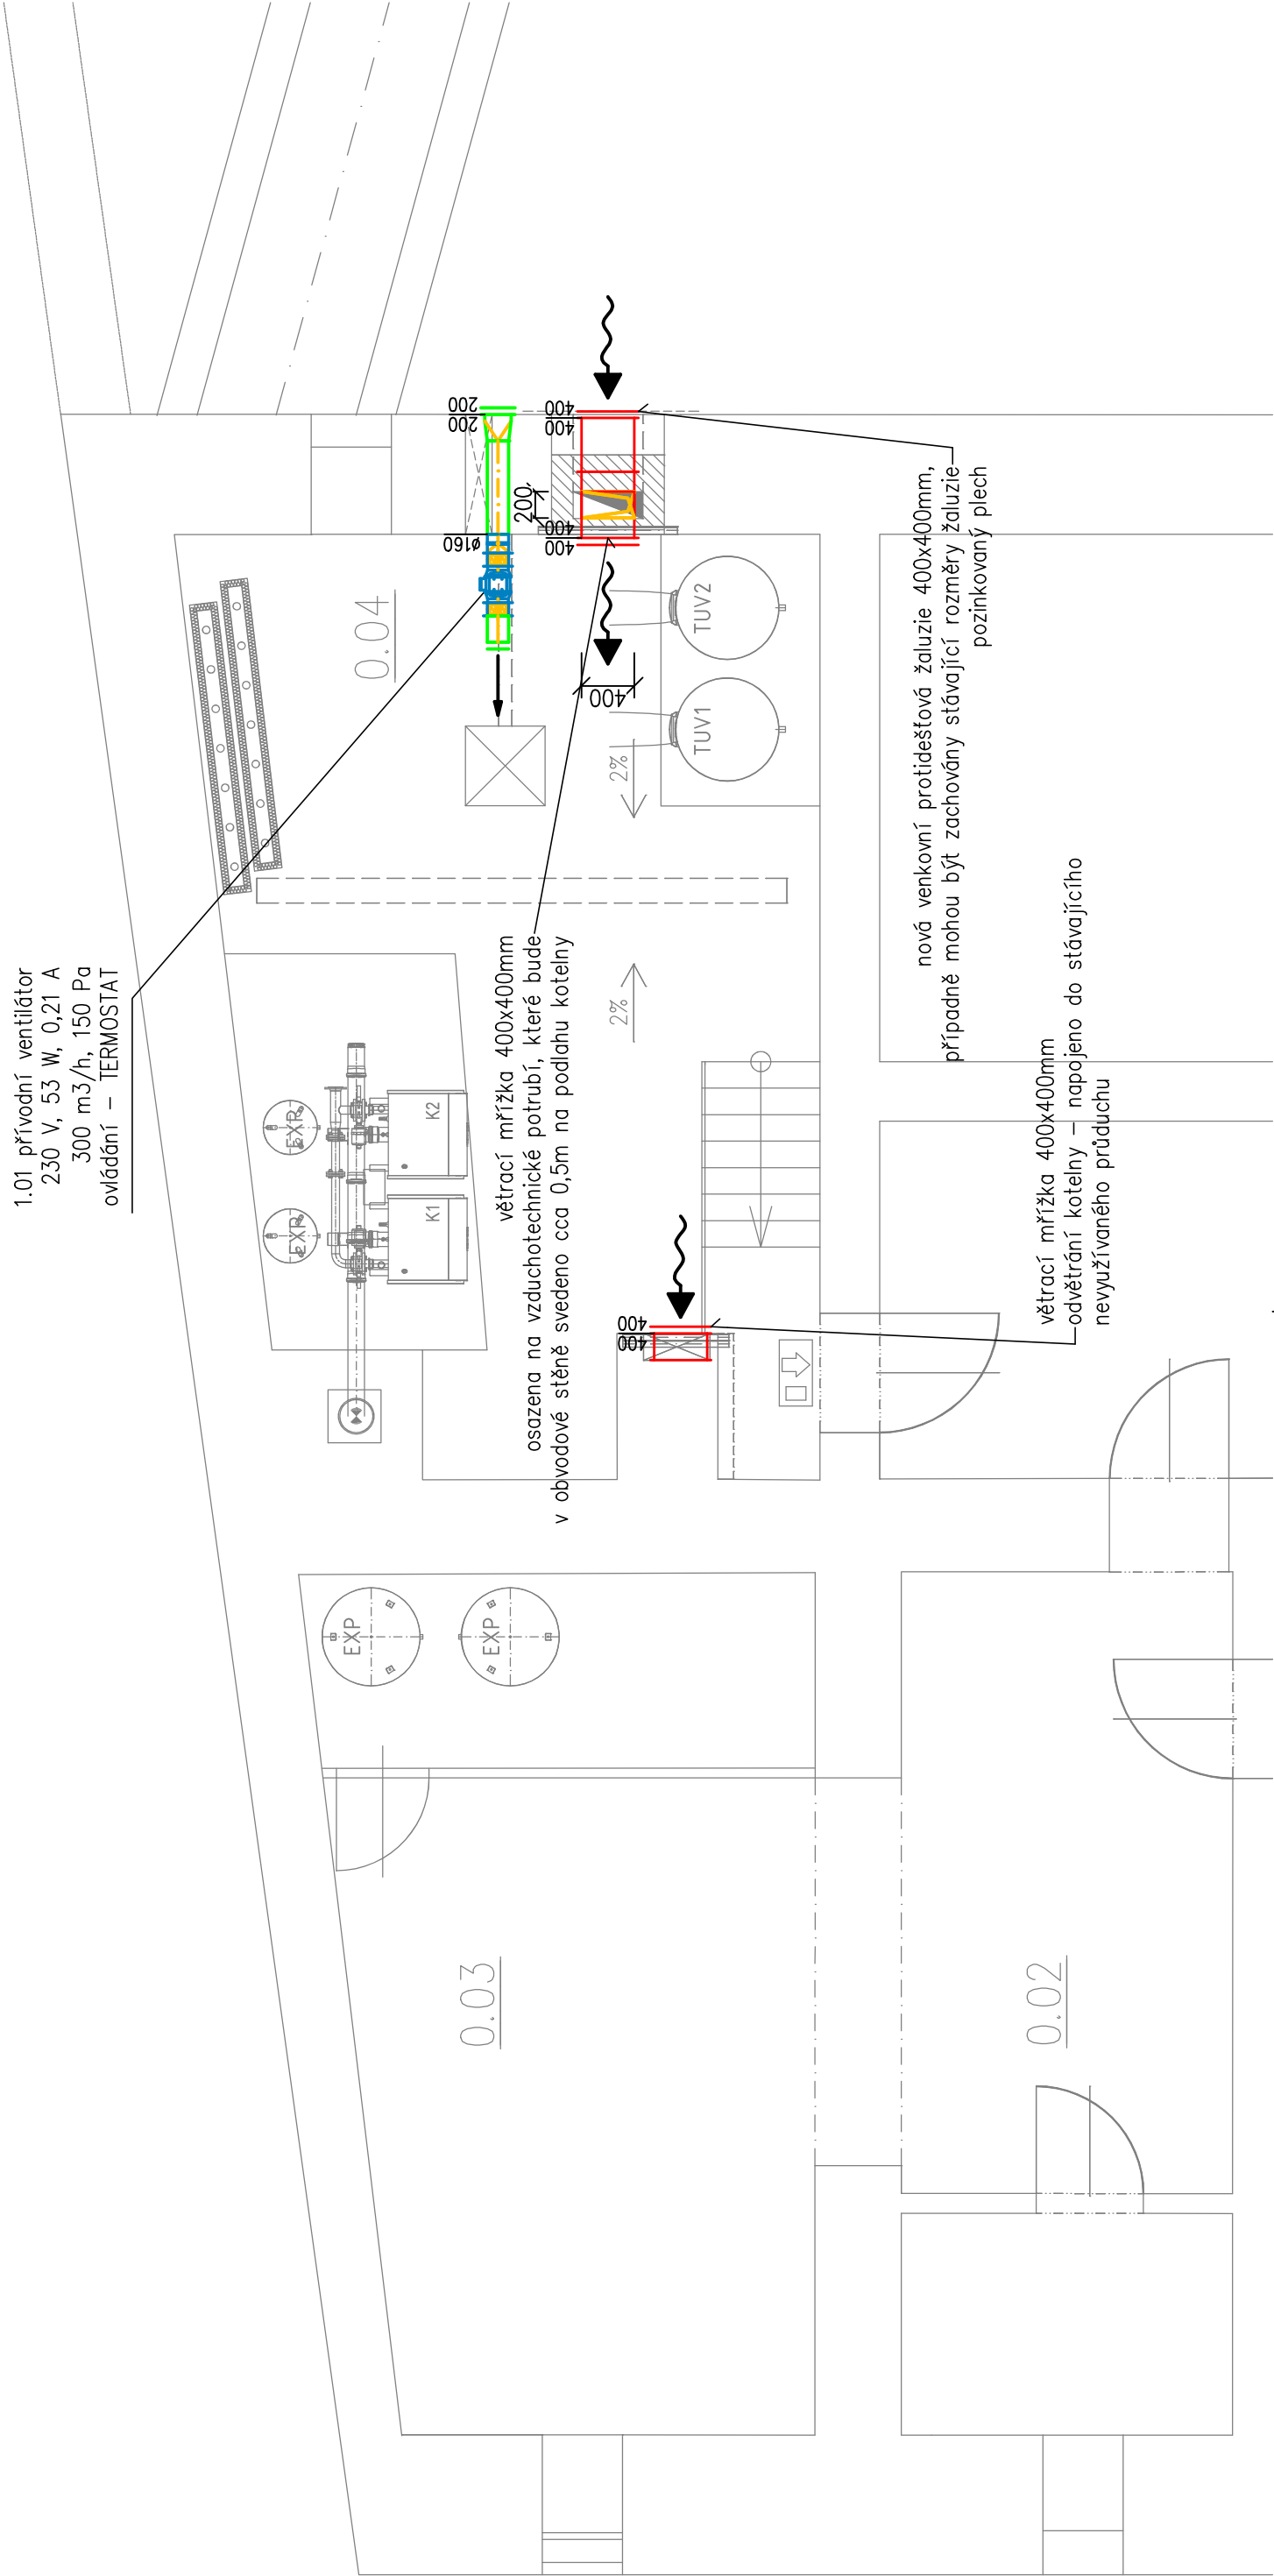 1.01 přívodní ventilátor
230 V, 53 W, 0,21 A
300 m3/h, 150 Pa
ovládání – TERMOSTAT
200
200
ø160
400
400
200
400
400
400
0.04
TUV2
TUV1
2%
2%
nová venkovní protidešťová žaluzie 400x400mm,
případně mohou být zachovány stávající rozměry žaluzie
pozinkovaný plech
větrací mřížka 400x400mm
osazena na vzduchotechnické potrubí, které bude
v obvodové stěně svedeno cca 0,5m na podlahu kotelny
EXP
EXP
K2
K1
400
400
větrací mřížka 400x400mm
odvětrání kotelny – napojeno do stávajícího
nevyužívaného průduchu
EXP
EXP
0.03
0.02